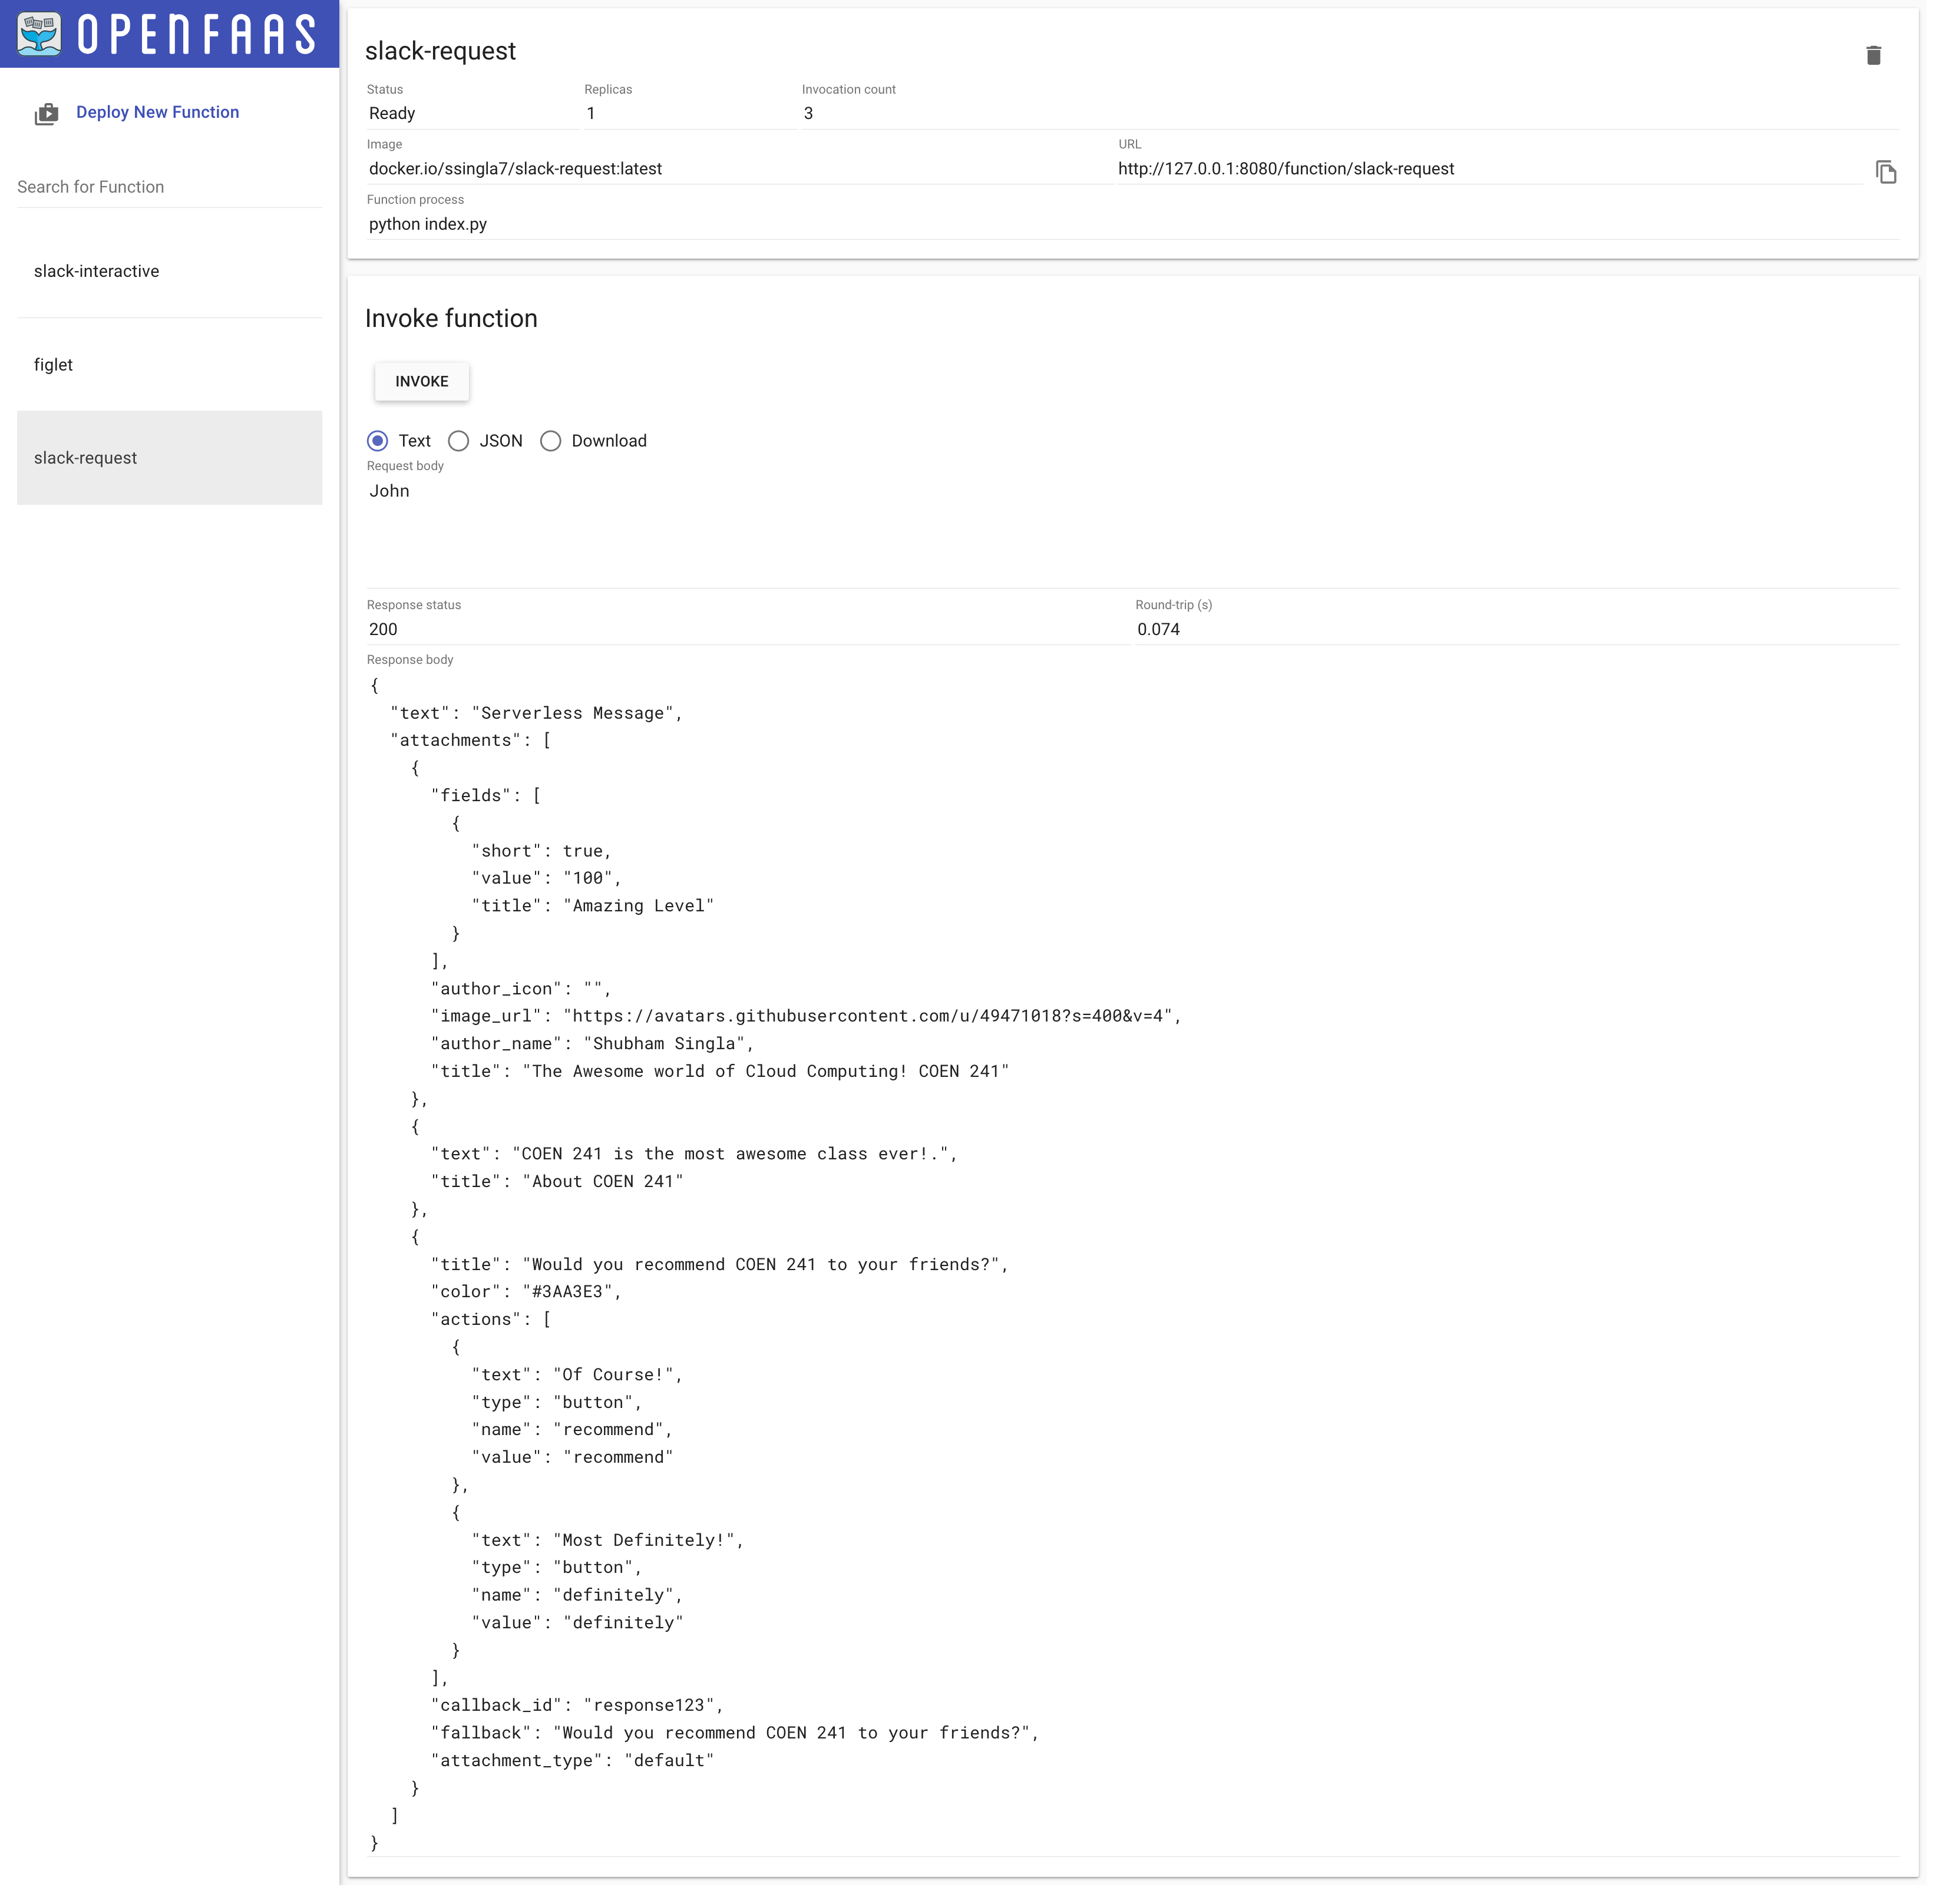 OPENFAAS
Deploy New Function
Search for Function
slack-interactive
figlet
slack-request
slack-request
Status Replicas Invocation count
Ready 1 3
Image URL
docker.io/ssingla7/slack-request:latest http://127.0.0.1:8080/function/slack-request
Function process
python index.py
Invoke function
INVOKE
Text JSON Download
Request body
John
Response status Round-trip (s)
200 0.074
Response body
{
  "text": "Serverless Message",
  "attachments": [
    {
      "fields": [
        {
          "short": true,
          "value": "100",
          "title": "Amazing Level"
        }
      ],
      "author_icon": "",
      "image_url": "https://avatars.githubusercontent.com/u/49471018?s=400&v=4",
      "author_name": "Shubham Singla",
      "title": "The Awesome world of Cloud Computing! COEN 241"
    },
    {
      "text": "COEN 241 is the most awesome class ever!.",
      "title": "About COEN 241"
    },
    {
      "title": "Would you recommend COEN 241 to your friends?",
      "color": "#3AA3E3",
      "actions": [
        {
          "text": "Of Course!",
          "type": "button",
          "name": "recommend",
          "value": "recommend"
        },
        {
          "text": "Most Definitely!",
          "type": "button",
          "name": "definitely",
          "value": "definitely"
        }
      ],
      "callback_id": "response123",
      "fallback": "Would you recommend COEN 241 to your friends?",
      "attachment_type": "default"
    }
  ]
}